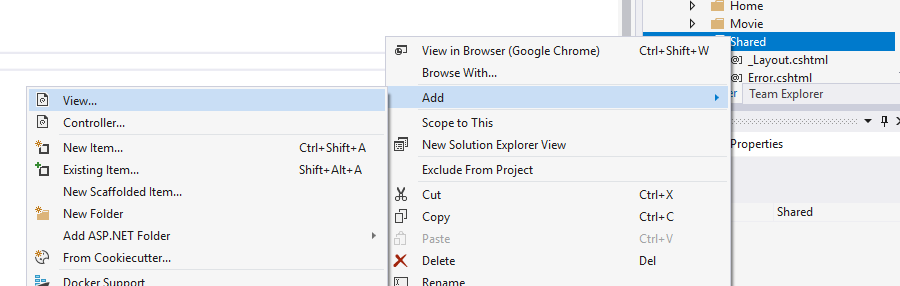 Home
Movie
Shared
_Layout.cshtml
Error.cshtml
Team Explorer
Properties
Shared
View in Browser (Google Chrome) Ctrl+Shift+W
Browse With...
Add
Scope to This
New Solution Explorer View
Exclude From Project
Cut Ctrl+X
Copy Ctrl+C
Paste Ctrl+V
Delete Del
Rename
View...
Controller...
New Item... Ctrl+Shift+A
Existing Item... Shift+Alt+A
New Scaffolded Item...
New Folder
Add ASP.NET Folder
From Cookiecutter...
Docker Support